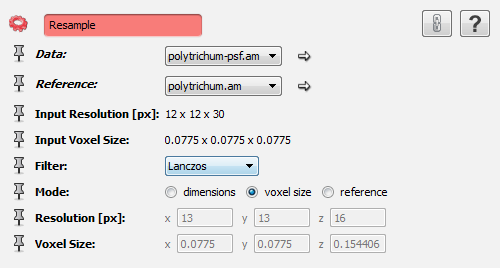 Resample
?
Data: polytrichum-psf.am
Reference: polytrichum.am
Input Resolution [px]: 12 x 12 x 30
Input Voxel Size: 0.0775 x 0.0775 x 0.0775
Filter: Lanczos
Mode: dimensions voxel size reference
Resolution [px]: x 13 y 13 z 16
Voxel Size: x 0.0775 y 0.0775 z 0.154406